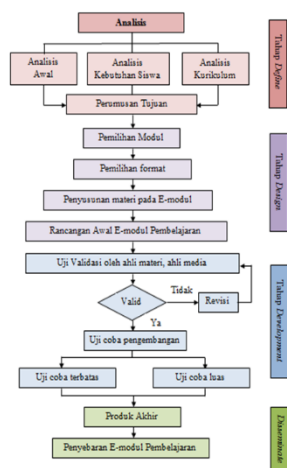 Analisis
Analisis
Awal
Analisis
Kebutuhan Siswa
Analisis
Kurikulum
Perumusan Tujuan
Tahap Define
Pemilihan Modul
Pemilihan format
Penyusunan materi pada E-modul
Rancangan Awal E-modul Pembelajaran
Tahap Design
Uji Validasi oleh ahli materi, ahli media
Valid
Tidak
Revisi
Ya
Uji coba pengembangan
Uji coba terbatas
Uji coba luas
Tahap Development
Produk Akhir
Penyebaran E-modul Pembelajaran
Disseminate